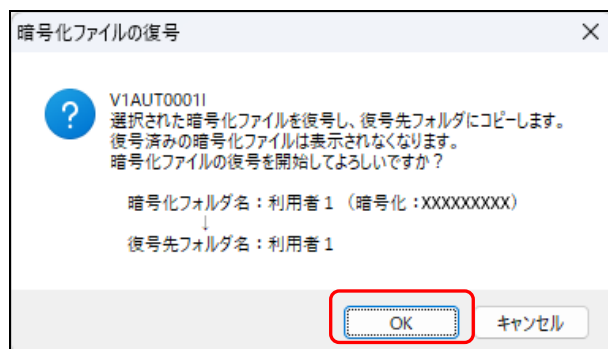 暗号化ファイルの復号
V1AUT0001I
選択された暗号化ファイルを復号し、復号先フォルダにコピーします。
復号済みの暗号化ファイルは表示されなくなります。
暗号化ファイルの復号を開始してよろしいですか？
暗号化フォルダ名：利用者１（暗号化：XXXXXXXXX）
↓
復号先フォルダ名：利用者１
OK
キャンセル